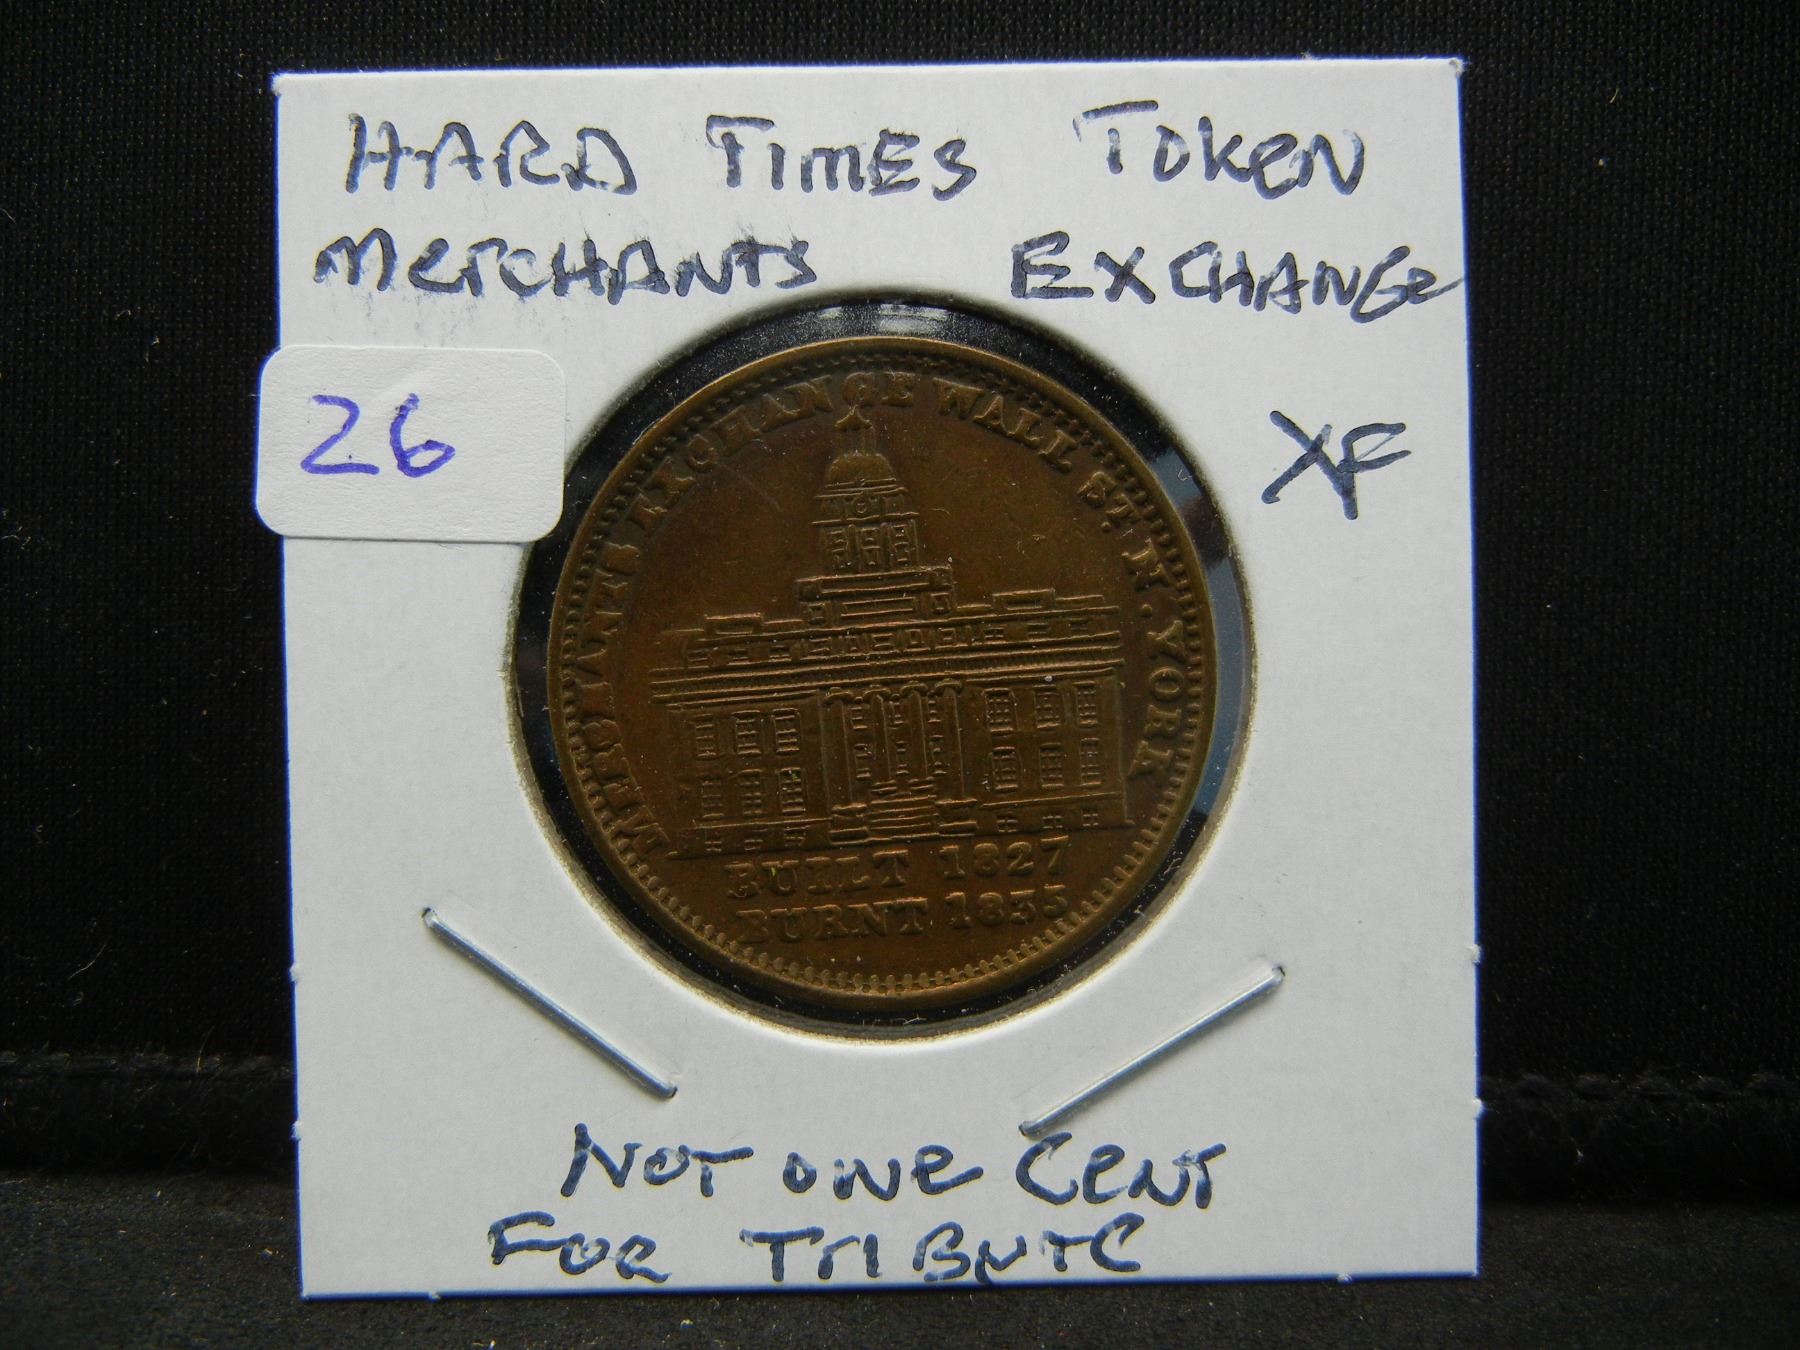 HARD TIMES TOKEN
MERCHANTS EXCHANGE
26
XF
MERCHANTS EXCHANGE WALL ST. N. YORK
BUILT 1827
BURNT 1835
NOT ONE CENT
FOR TRIBUTE